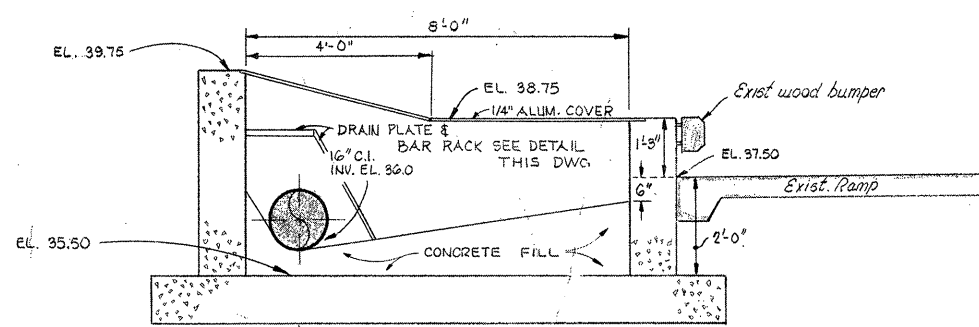 8'-0"
4'-0"
EL. 39.75
EL. 38.75
1/4" ALUM. COVER
Exist wood bumper
DRAIN PLATE &
BAR RACK SEE DETAIL
THIS DWG
16" C.I.
INV. EL. 36.0
1'-3"
EL. 37.50
6"
Exist. Ramp
2'-0"
EL. 35.50
CONCRETE FILL